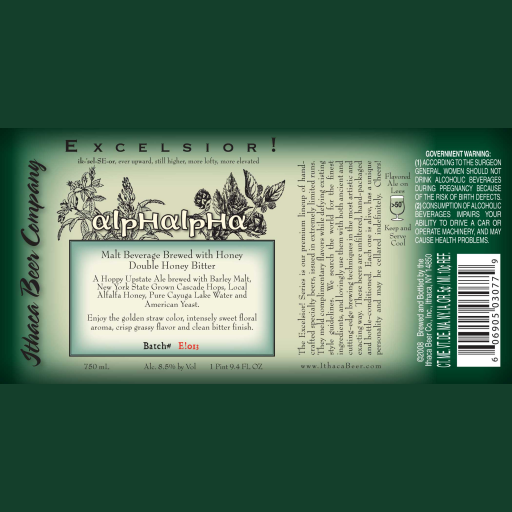 Ithaca Beer Company
EXCELSIOR!
ik-'sel-SE-or, ever upward, still higher, more lofty, more elevated
alpHalpHa
Malt Beverage Brewed with Honey
Double Honey Bitter
A Hoppy Upstate Ale brewed with Barley Malt,
New York State Grown Cascade Hops, Local
Alfalfa Honey, Pure Cayuga Lake Water and
American Yeast.
Enjoy the golden straw color, intensely sweet floral
aroma, crisp grassy flavor and clean bitter finish.
Batch# E!013
750 mL Alc. 8.5% by Vol 1 Pint 9.4 FL OZ
The Excelsior! Series is our premium lineup of hand-
crafted specialty beers, issued in extremely limited runs.
They meld complimentary flavors while defying existing
style guidelines. We search the world for the finest
ingredients, and lovingly use them with both ancient and
cutting-edge brewing techniques in the most artistic and
exacting way. These beers are unfiltered, hand-packaged
and bottle-conditioned. Each one is alive, has a unique
personality and may be cellared indefinitely. Cheers!
www.IthacaBeer.com
Flavored
Ale on
Lees
>50°
Keep and
Serve
Cool
GOVERNMENT WARNING:
(1) ACCORDING TO THE SURGEON
GENERAL, WOMEN SHOULD NOT
DRINK ALCOHOLIC BEVERAGES
DURING PREGNANCY BECAUSE
OF THE RISK OF BIRTH DEFECTS.
(2) CONSUMPTION OF ALCOHOLIC
BEVERAGES IMPAIRS YOUR
ABILITY TO DRIVE A CAR OR
OPERATE MACHINERY, AND MAY
CAUSE HEALTH PROBLEMS.
©2008 Brewed and Bottled by the
Ithaca Beer Co., Inc., Ithaca, NY 14850
6 06905 03077 9